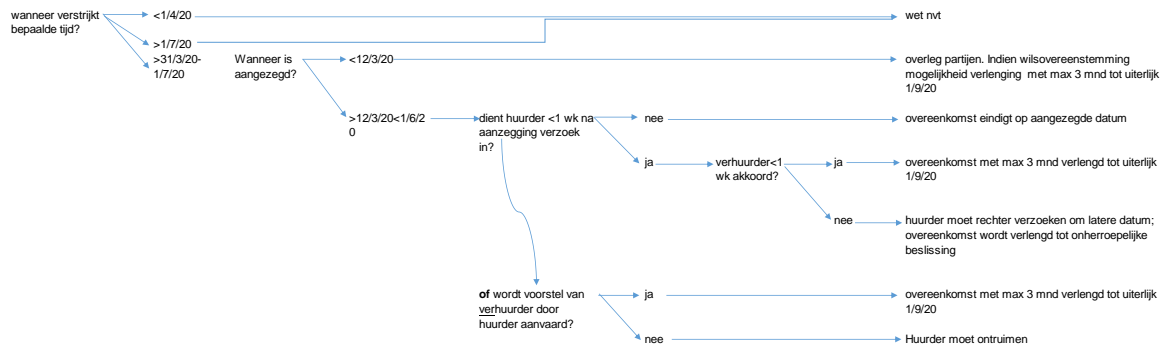 wanneer verstrijkt
bepaalde tijd?
<1/4/20
wet nvt
>1/7/20
>31/3/20-
1/7/20
Wanneer is
aangezegd?
<12/3/20
overleg partijen. Indien wilsovereenstemming
mogelijkheid verlenging met max 3 mnd tot uiterlijk
1/9/20
>12/3/20<1/6/2
0
dient huurder <1 wk na
aanzegging verzoek
in?
nee
overeenkomst eindigt op aangezegde datum
ja
verhuurder<1
wk akkoord?
ja
overeenkomst met max 3 mnd verlengd tot uiterlijk
1/9/20
nee
huurder moet rechter verzoeken om latere datum;
overeenkomst wordt verlengd tot onherroepelijke
beslissing
of wordt voorstel van
verhuurder door
huurder aanvaard?
ja
overeenkomst met max 3 mnd verlengd tot uiterlijk
1/9/20
nee
Huurder moet ontruimen